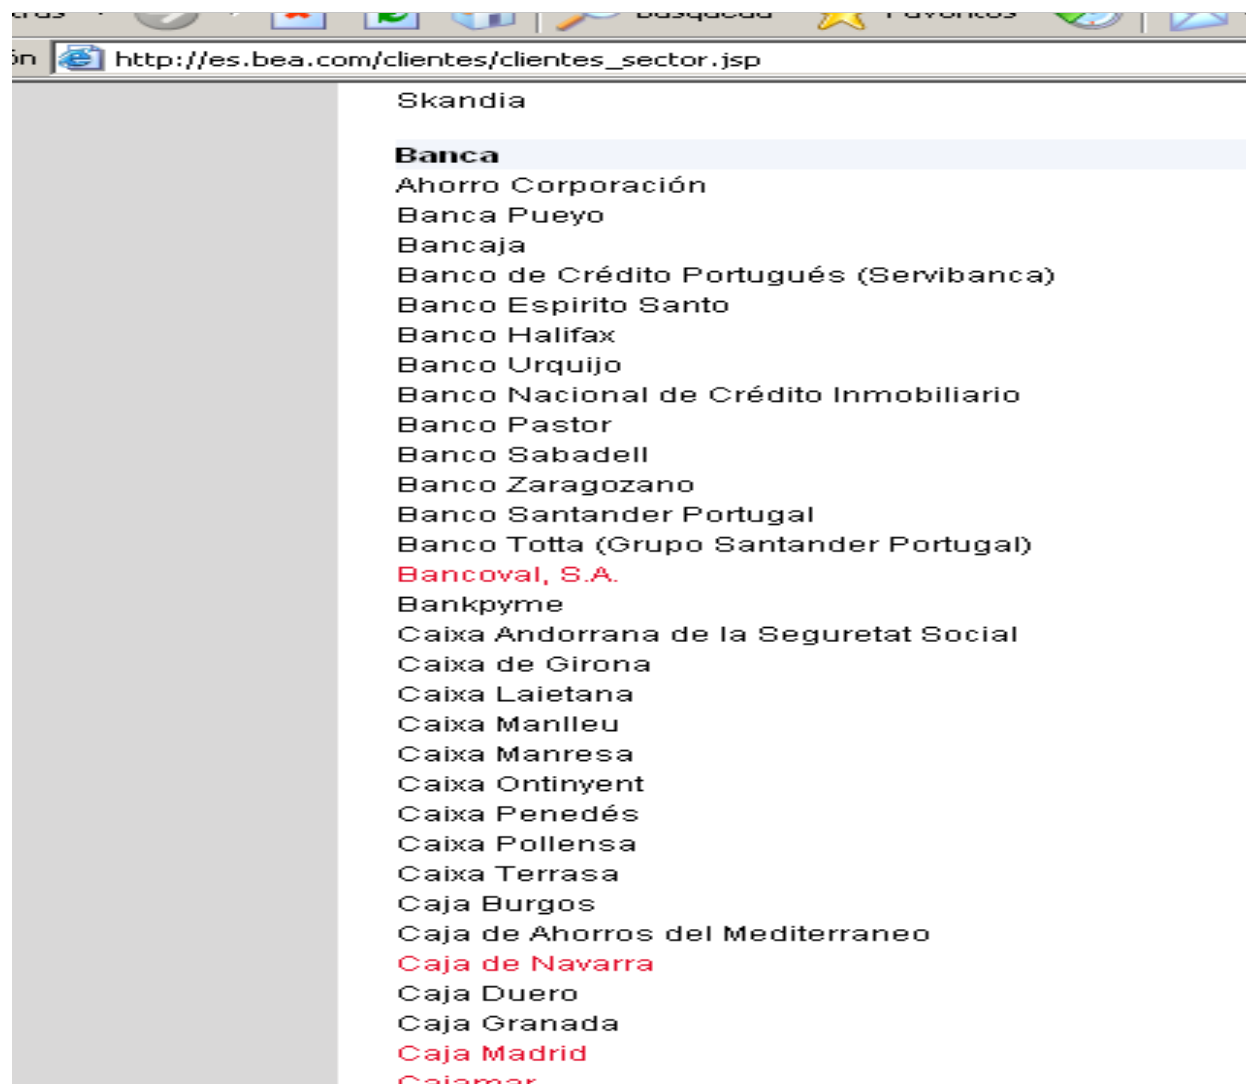 Búsqueda
Favoritos
http://es.bea.com/clientes/clientes_sector.jsp
Skandia
Banca
Ahorro Corporación
Banca Pueyo
Bancaja
Banco de Crédito Portugués (Servibanca)
Banco Espirito Santo
Banco Halifax
Banco Urquijo
Banco Nacional de Crédito Inmobiliario
Banco Pastor
Banco Sabadell
Banco Zaragozano
Banco Santander Portugal
Banco Totta (Grupo Santander Portugal)
Bancoval, S.A.
Bankpyme
Caixa Andorrana de la Seguretat Social
Caixa de Girona
Caixa Laietana
Caixa Manlleu
Caixa Manresa
Caixa Ontinyent
Caixa Penedés
Caixa Pollensa
Caixa Terrasa
Caja Burgos
Caja de Ahorros del Mediterraneo
Caja de Navarra
Caja Duero
Caja Granada
Caja Madrid
Cajamar